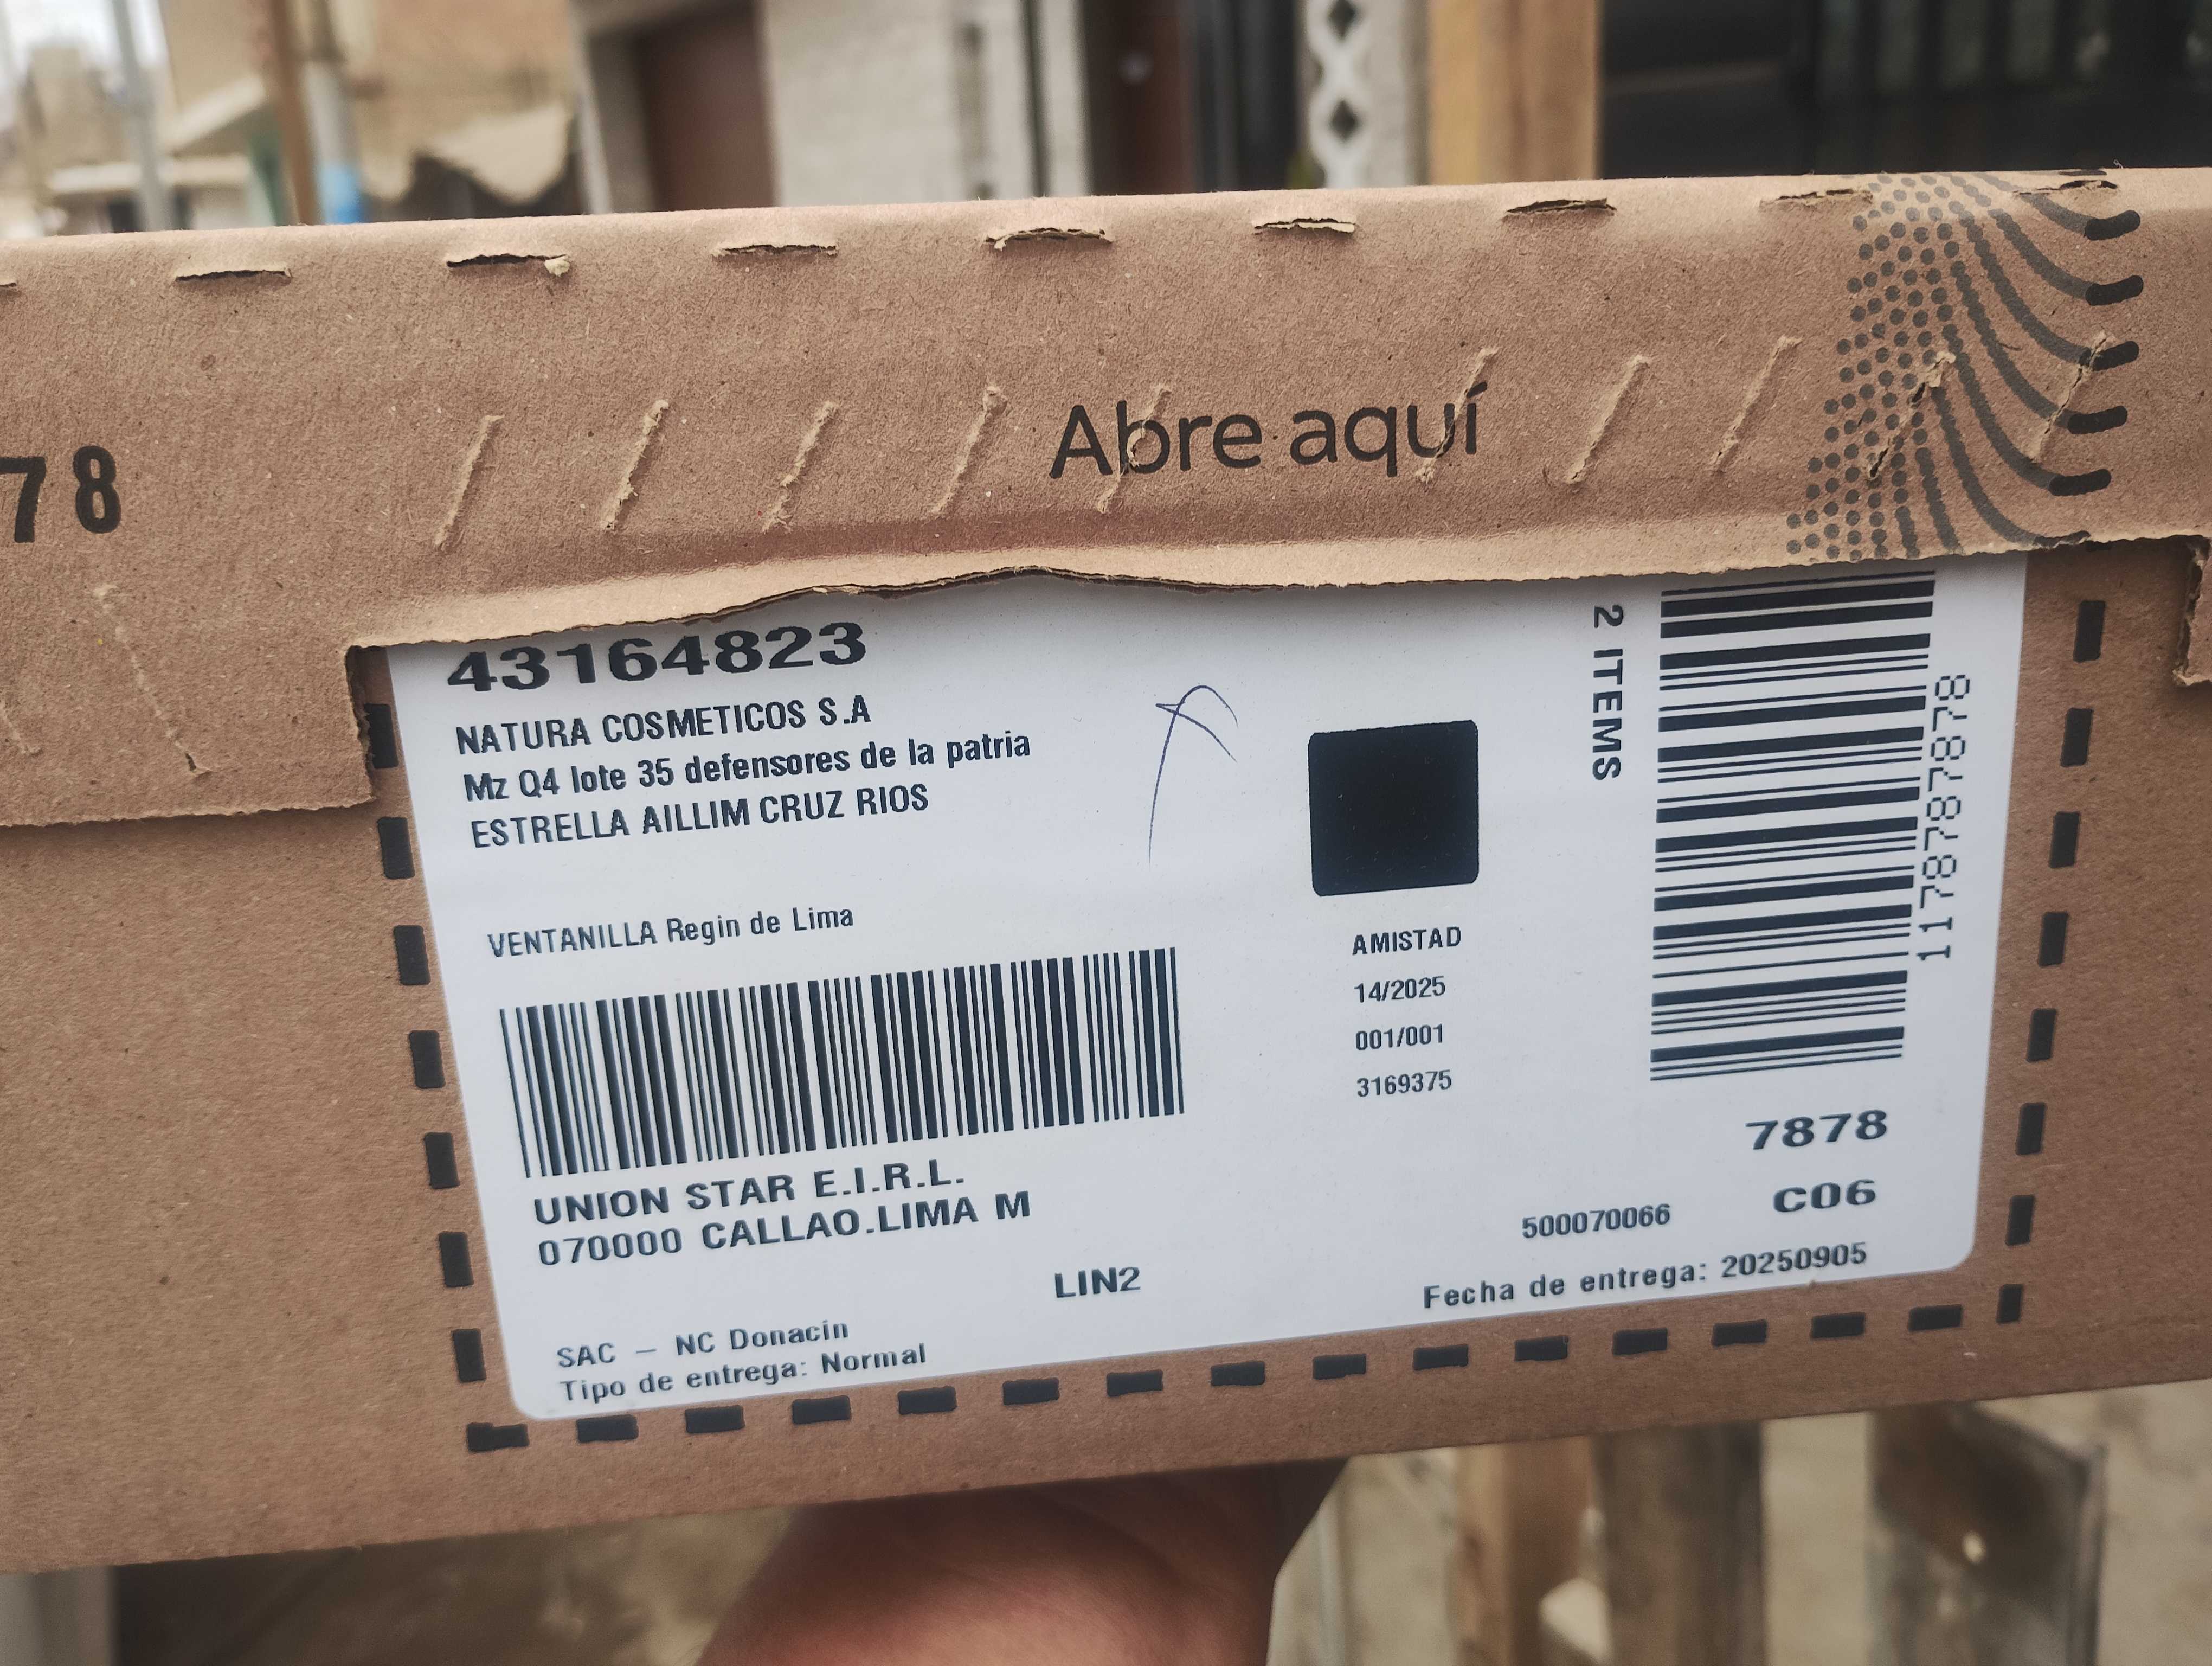 78
Abre aquí
43164823
NATURA COSMETICOS S.A
Mz Q4 lote 35 defensores de la patria
ESTRELLA AILLIM CRUZ RIOS
VENTANILLA Regin de Lima
UNION STAR E.I.R.L.
070000 CALLAO.LIMA M
LIN2
SAC – NC Donacin
Tipo de entrega: Normal
AMISTAD
14/2025
001/001
3169375
2 ITEMS
1178787878
7878
C06
500070066
Fecha de entrega: 20250905